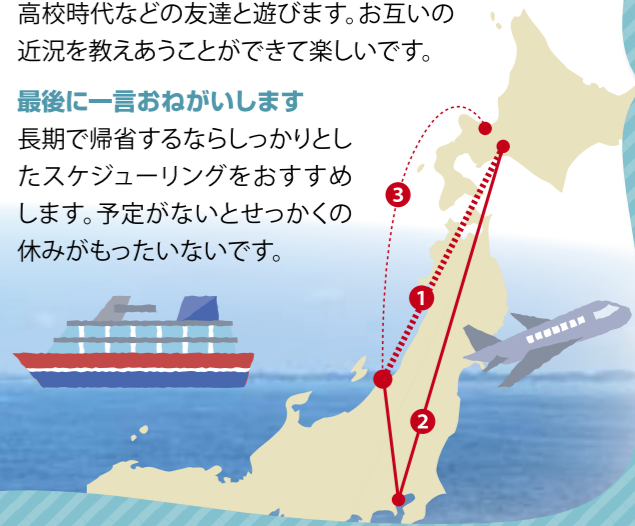 高校時代などの友達と遊びます。お互いの
近況を教えあうことができて楽しいです。
最後に一言おねがいします
長期で帰省するならしっかりとし
たスケジューリングをおすすめ
します。予定がないとせっかくの
休みがもったいないです。
3
1
2